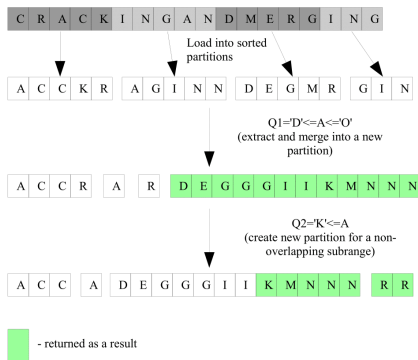 C R A C K I N G A N D M E R G I N G
Load into sorted
partitions
A C C K R A G I N N D E G M R G I N
Q1='D'<=A<='O'
(extract and merge into a new
partition)
A C C R A R D E G G G I I K M N N N
Q2='K'<=A
(create new partition for a non-
overlapping subrange)
A C C A D E G G G I I K M N N N R R
- returned as a result